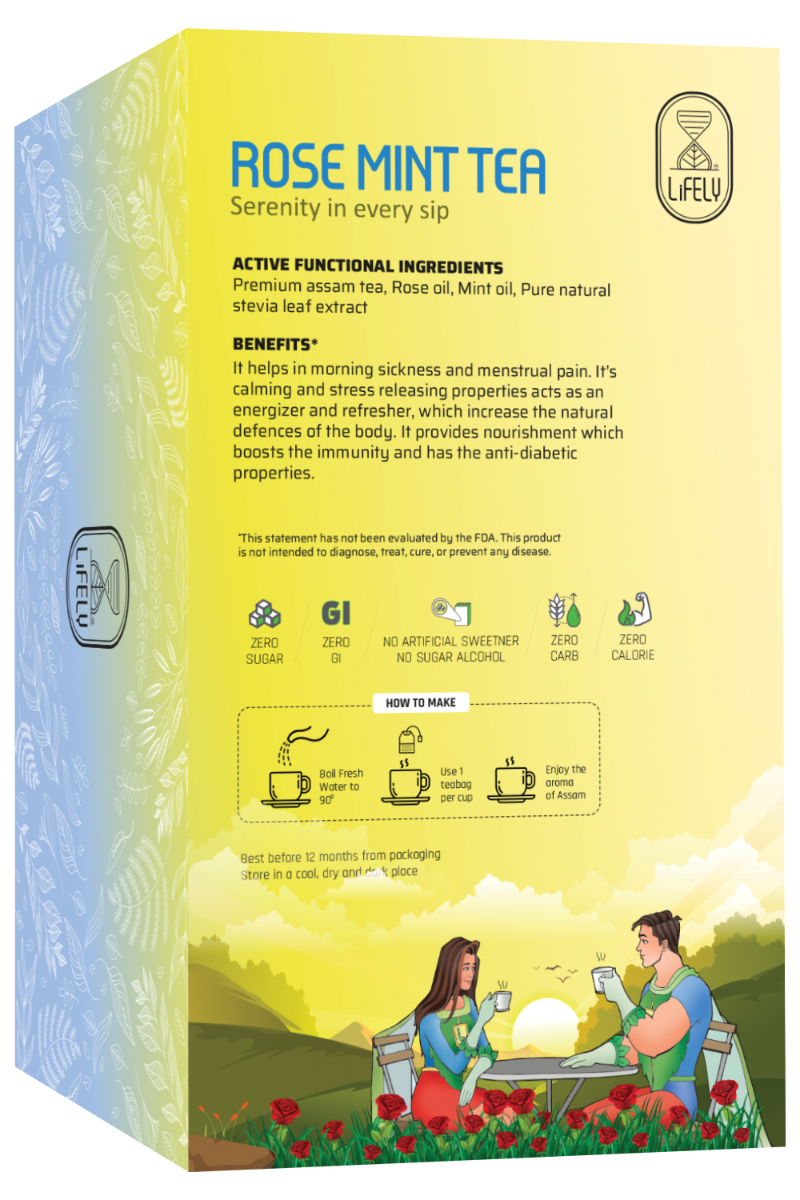 ROSE MINT TEA
Serenity in every sip
LiFELY
ACTIVE FUNCTIONAL INGREDIENTS
Premium assam tea, Rose oil, Mint oil, Pure natural
stevia leaf extract
BENEFITS*
It helps in morning sickness and menstrual pain. It's
calming and stress releasing properties acts as an
energizer and refresher, which increase the natural
defences of the body. It provides nourishment which
boosts the immunity and has the anti-diabetic
properties.
*This statement has not been evaluated by the FDA. This product
is not intended to diagnose, treat, cure, or prevent any disease.
GI
ZERO
SUGAR
ZERO
GI
NO ARTIFICIAL SWEETNER
NO SUGAR ALCOHOL
ZERO
CARB
ZERO
CALORIE
HOW TO MAKE
Boil Fresh
Water to
90°
Use 1
teabag
per cup
Enjoy the
aroma
of Assam
Best before 12 months from packaging
Store in a cool, dry and dark place
LiFELY